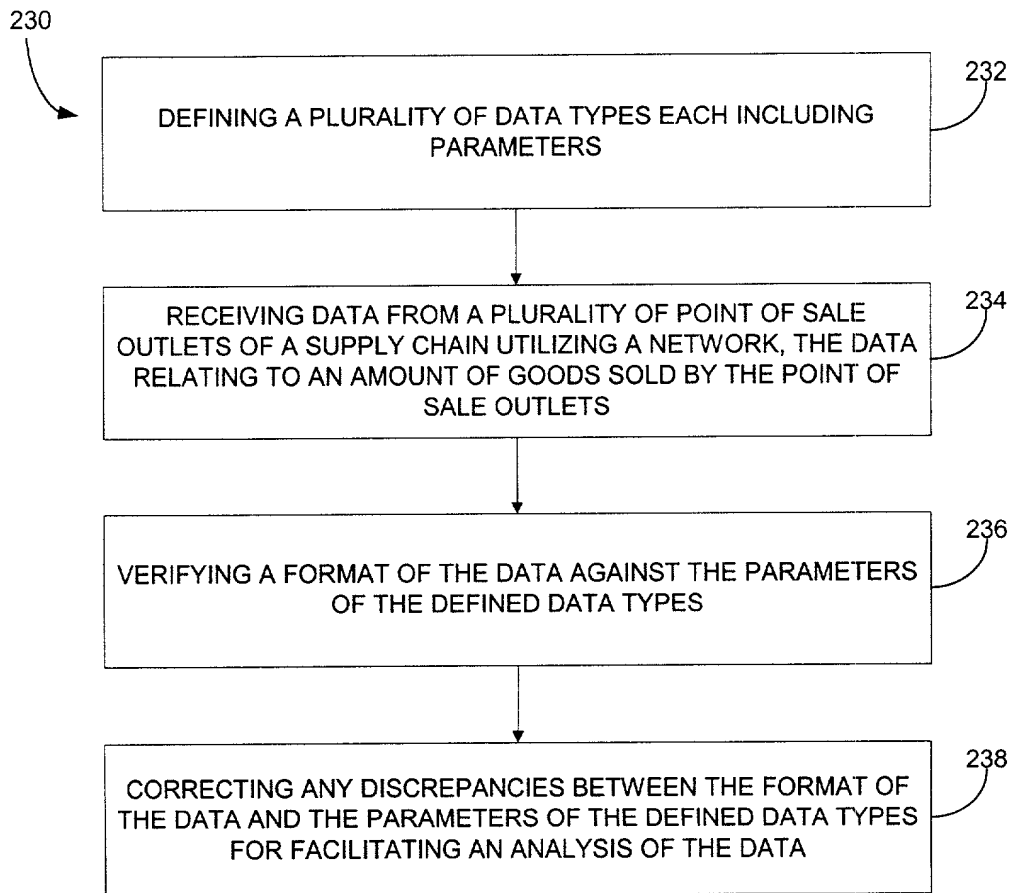 230
232
DEFINING A PLURALITY OF DATA TYPES EACH INCLUDING
PARAMETERS
234
RECEIVING DATA FROM A PLURALITY OF POINT OF SALE
OUTLETS OF A SUPPLY CHAIN UTILIZING A NETWORK, THE DATA
RELATING TO AN AMOUNT OF GOODS SOLD BY THE POINT OF
SALE OUTLETS
236
VERIFYING A FORMAT OF THE DATA AGAINST THE PARAMETERS
OF THE DEFINED DATA TYPES
238
CORRECTING ANY DISCREPANCIES BETWEEN THE FORMAT OF
THE DATA AND THE PARAMETERS OF THE DEFINED DATA TYPES
FOR FACILITATING AN ANALYSIS OF THE DATA